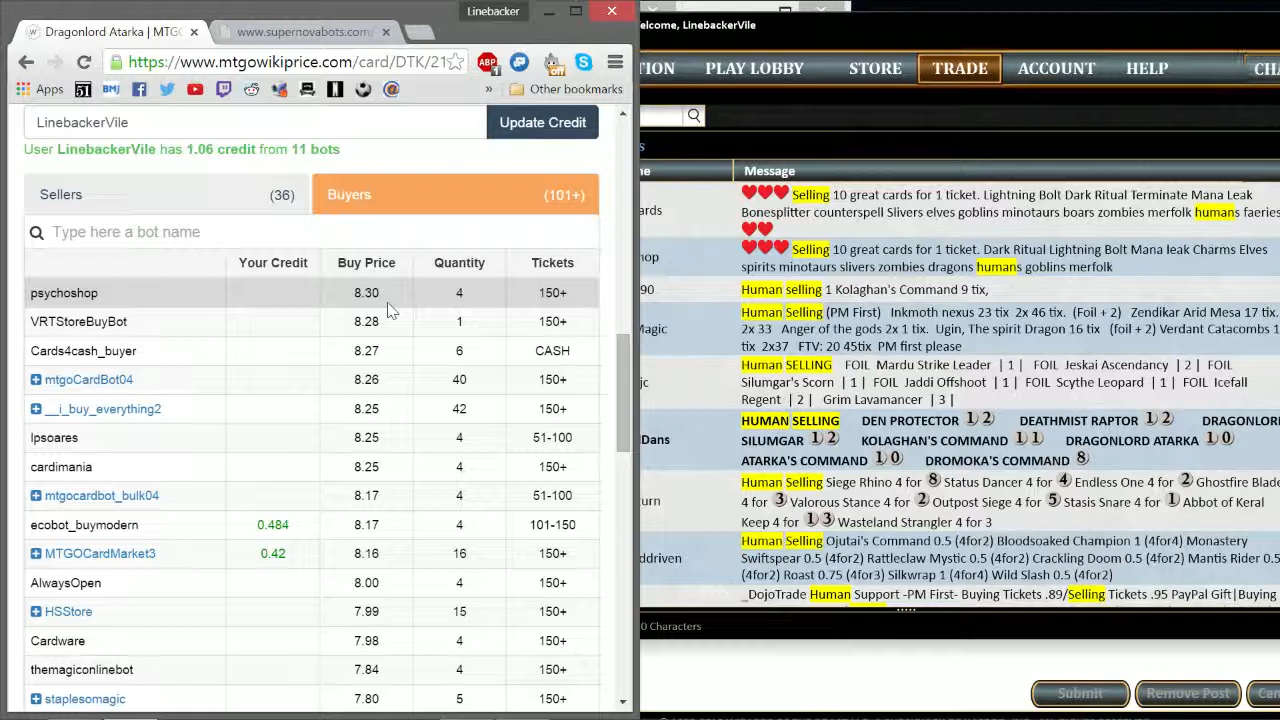 Linebacker
Dragonlord Atarka | MTGO
www.supernovabots.com/
https://www.mtgowikiprice.com/card/DTK/21
Apps
Other bookmarks
LinebackerVile
Update Credit
User LinebackerVile has 1.06 credit from 11 bots
Sellers (36)
Buyers (101+)
Type here a bot name
Your Credit Buy Price Quantity Tickets
psychoshop 8.30 4 150+
VRTStoreBuyBot 8.28 1 150+
Cards4cash_buyer 8.27 6 CASH
mtgoCardBot04 8.26 40 150+
__i_buy_everything2 8.25 42 150+
lpsoares 8.25 4 51-100
cardimania 8.25 4 150+
mtgocardbot_bulk04 8.17 4 51-100
ecobot_buymodern 0.484 8.17 4 101-150
MTGOCardMarket3 0.42 8.16 16 150+
AlwaysOpen 8.00 4 150+
HSStore 7.99 15 150+
Cardware 7.98 4 150+
themagiconlinebot 7.84 4 150+
staplesomagic 7.80 5 150+
elcome, LinebackerVile
TION PLAY LOBBY STORE TRADE ACCOUNT HELP CHA
s
ne Message
ards
♥♥♥ Selling 10 great cards for 1 ticket. Lightning Bolt Dark Ritual Terminate Mana Leak
Bonesplitter counterspell Slivers elves goblins minotaurs boars zombies merfolk humans faeries
♥♥
hop
♥♥♥ Selling 10 great cards for 1 ticket. Dark Ritual Lightning Bolt Mana leak Charms Elves
spirits minotaurs slivers zombies dragons humans goblins merfolk
90
Human selling 1 Kolaghan's Command 9 tix,
Magic
Human Selling (PM First) Inkmoth nexus 23 tix 2x 46. (Foil + 2) Zendikar Arid Mesa 17 tix.
2x 33 Anger of the gods 2x 1 tix. Ugin, The spirit Dragon 16 tix (foil + 2) Verdant Catacombs 1
tix 2x37 FTV: 20 45tix PM first please
jc
Human SELLING FOIL Mardu Strike Leader | 1 | FOIL Jeskai Ascendancy | 2 | FOIL
Silumgar's Scorn | 1 | FOIL Jaddi Offshoot | 1 | FOIL Scythe Leopard | 1 | FOIL Icefall
Regent | 2 | Grim Lavamancer | 3 |
Dans
HUMAN SELLING DEN PROTECTOR 1 2 DEATHMIST RAPTOR 1 2 DRAGONLORD
SILUMGAR 1 2 KOLAGHAN'S COMMAND 1 1 DRAGONLORD ATARKA 1 0
ATARKA'S COMMAND 1 0 DROMOKA'S COMMAND 8
urn
Human Selling Siege Rhino 4 for 8 Status Dancer 4 for 4 Endless One 4 for 2 Ghostfire Blade
4 for 3 Valorous Stance 4 for 2 Outpost Siege 4 for 5 Stasis Snare 4 for 1 Abbot of Keral
Keep 4 for 1 3 Wasteland Strangler 4 for 3
ddriven
Human Selling Ojutai's Command 0.5 (4for2) Bloodsoaked Champion 1 (4for4) Monastery
Swiftspear 0.5 (4for2) Rattleclaw Mystic 0.5 (4for2) Crackling Doom 0.5 (4for2) Mantis Rider 0.5
(4for2) Roast 0.75 (4for3) Silkwrap 1 (4for4) Wild Slash 0.5 (4for2)
_DojoTrade Human Support -PM First- Buying Tickets .89/Selling Tickets .95 PayPal Gift|Buying
0 Characters
Submit
Remove Post
Can